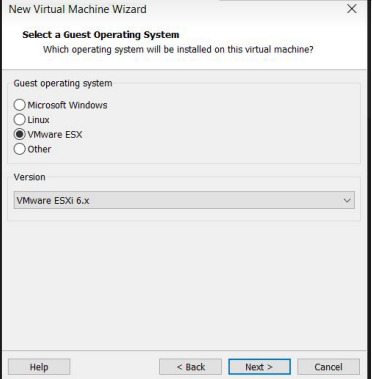 New Virtual Machine Wizard
Select a Guest Operating System
Which operating system will be installed on this virtual machine?
Guest operating system
Microsoft Windows
Linux
VMware ESX
Other
Version
VMware ESXi 6.x
Help
< Back
Next >
Cancel